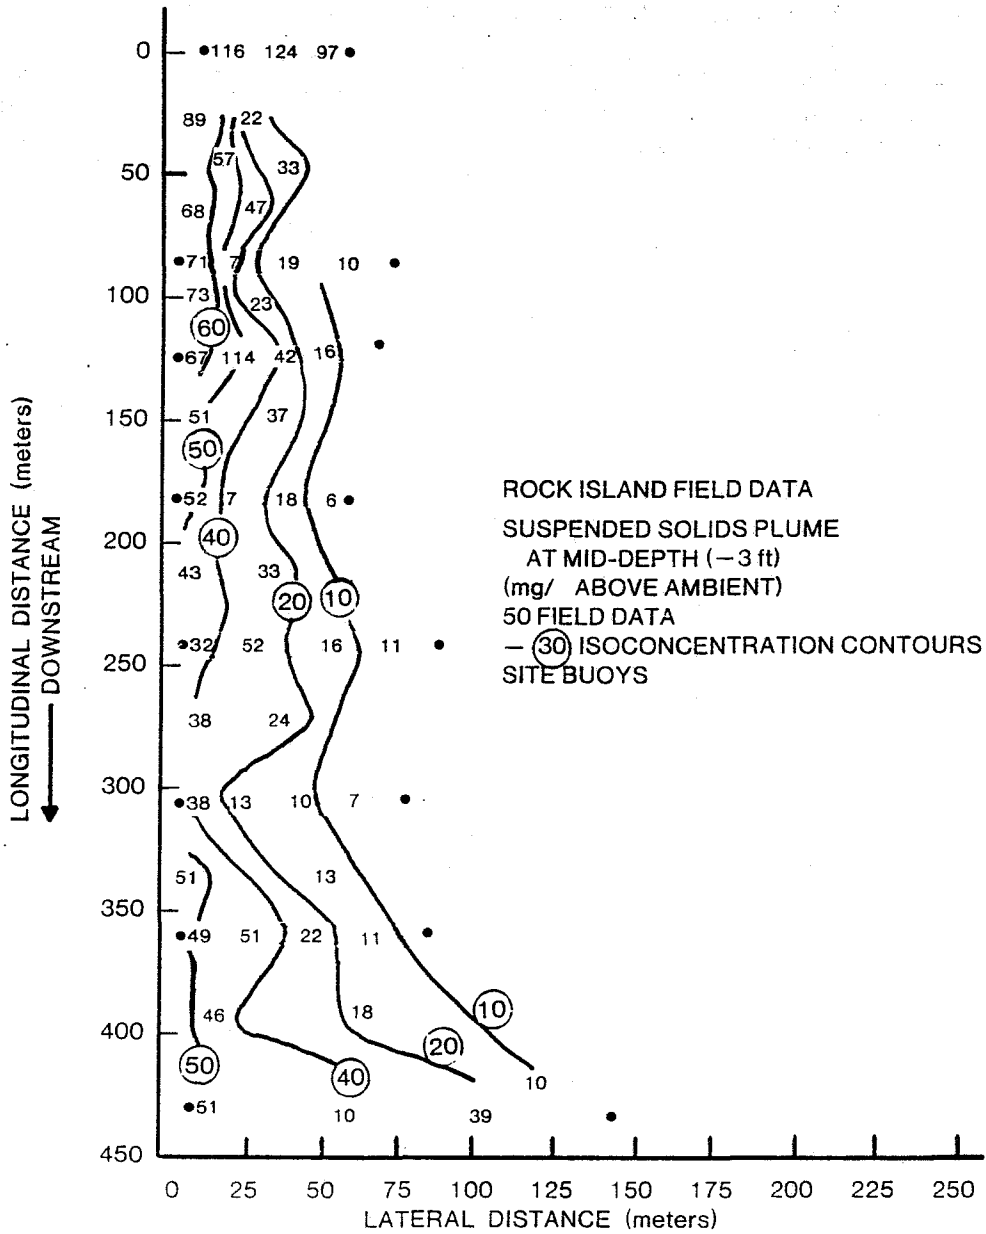 0 116 124 97
89 22
57
50 33
68 47
71 7 19 10
100 73 23
60
67 114 42 16
150 51 37
50
52 7 18 6
ROCK ISLAND FIELD DATA
SUSPENDED SOLIDS PLUME
AT MID-DEPTH (−3 ft)
(mg/ ABOVE AMBIENT)
50 FIELD DATA
– 30 ISOCONCENTRATION CONTOURS
SITE BUOYS
200 40
43 33
20 10
250 32 52 16 11
38 24
300 38 13 10 7
51 13
350
49 51 22 11
46 18 10
400 20
50 40 10
51 10 39
450
LONGITUDINAL DISTANCE (meters)
DOWNSTREAM
0 25 50 75 100 125 150 175 200 225 250
LATERAL DISTANCE (meters)